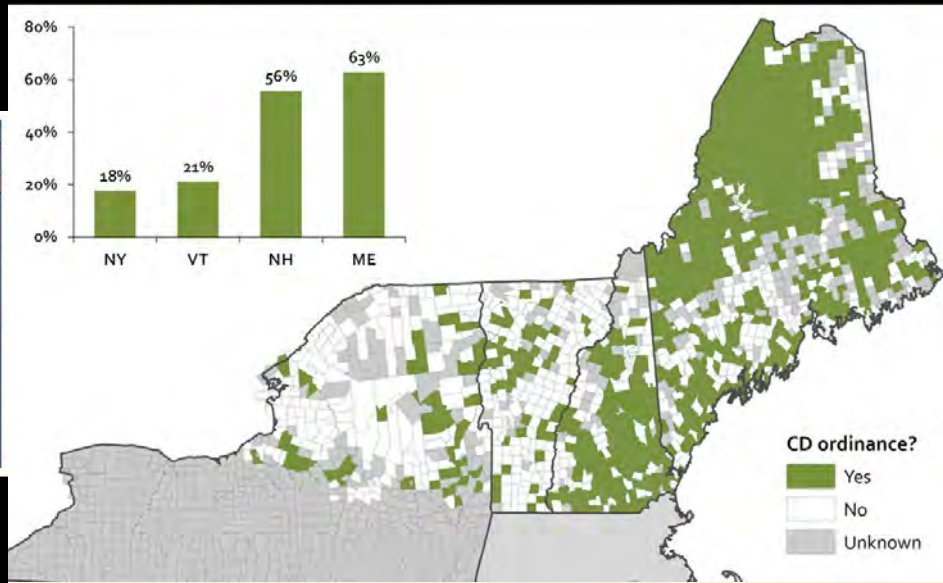 80%
60%
40%
20%
0%
18%
21%
56%
63%
NY
VT
NH
ME
CD ordinance?
Yes
No
Unknown